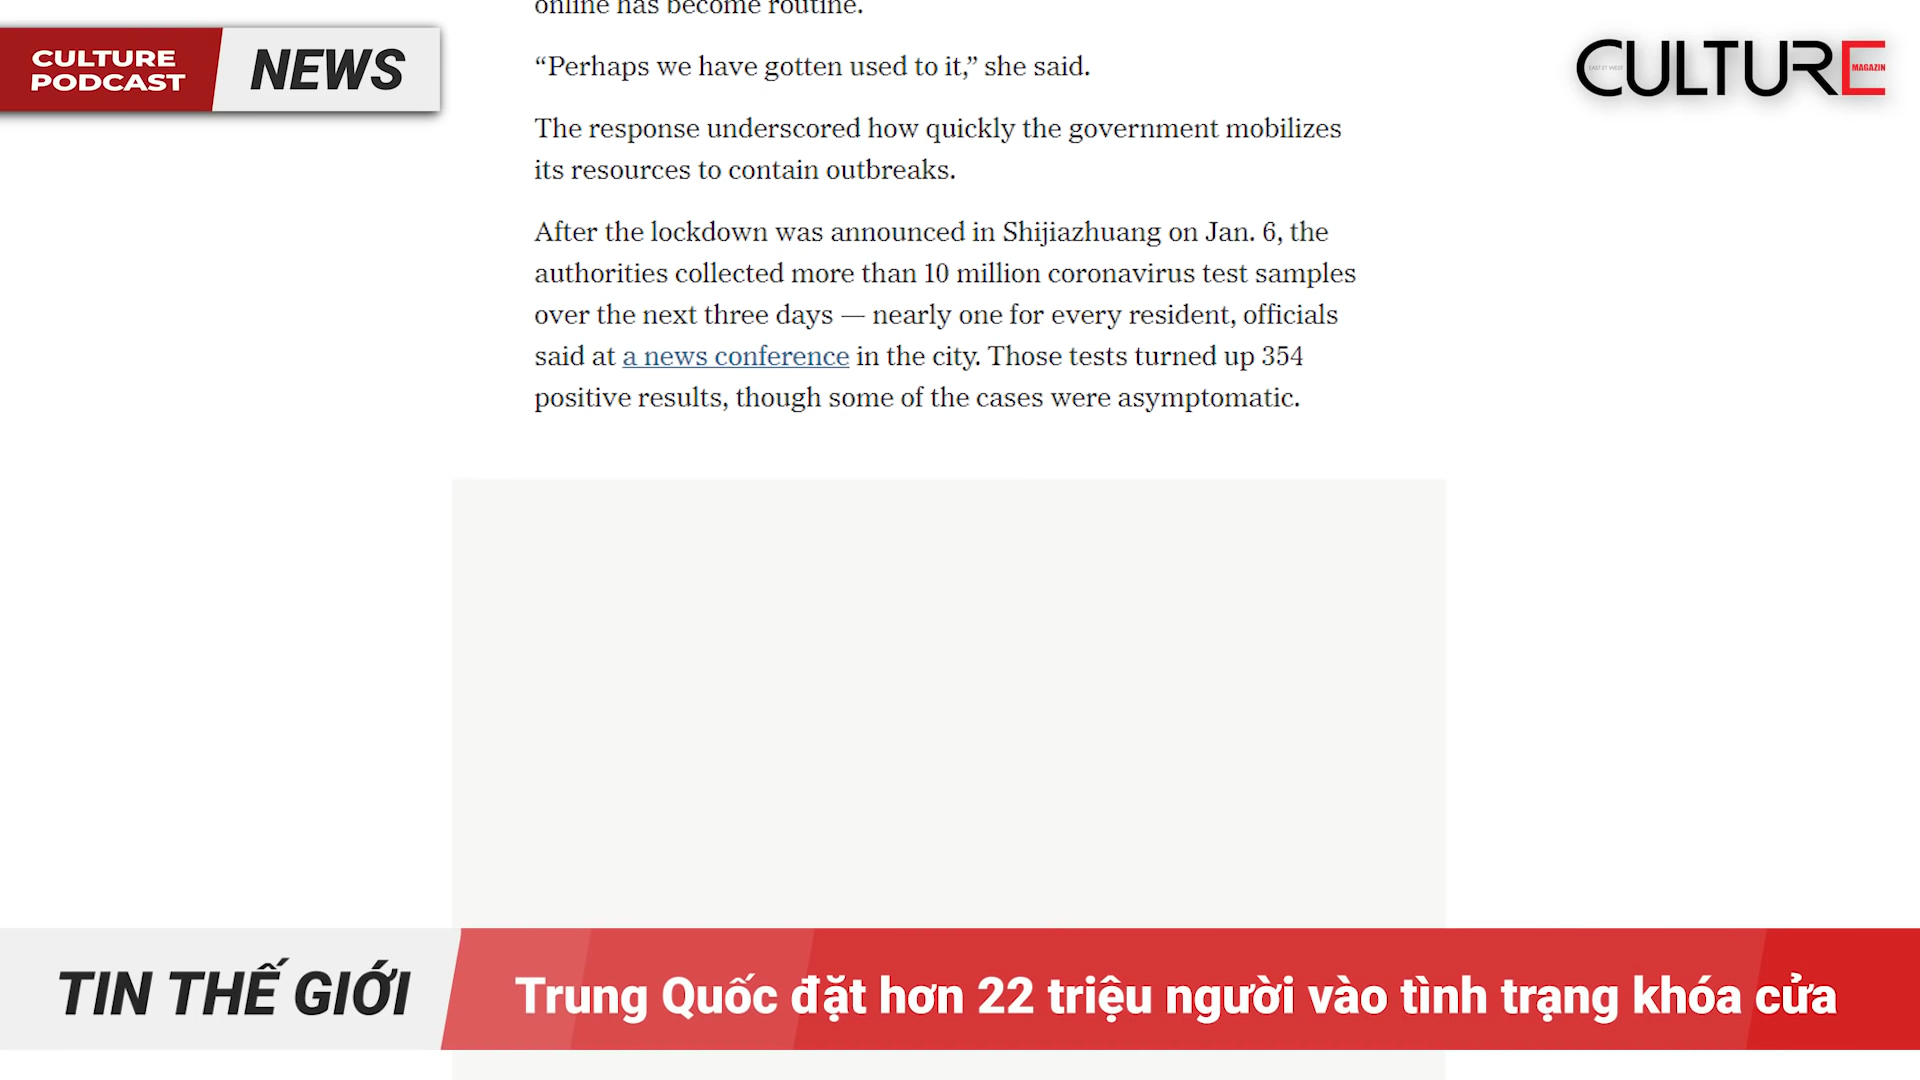 online has become routine.
CULTURE
PODCAST
NEWS
CULTURE
EAST ET WEST
MAGAZIN
“Perhaps we have gotten used to it,” she said.
The response underscored how quickly the government mobilizes
its resources to contain outbreaks.
After the lockdown was announced in Shijiazhuang on Jan. 6, the
authorities collected more than 10 million coronavirus test samples
over the next three days — nearly one for every resident, officials
said at a news conference in the city. Those tests turned up 354
positive results, though some of the cases were asymptomatic.
TIN THẾ GIỚI
Trung Quốc đặt hơn 22 triệu người vào tình trạng khóa cửa